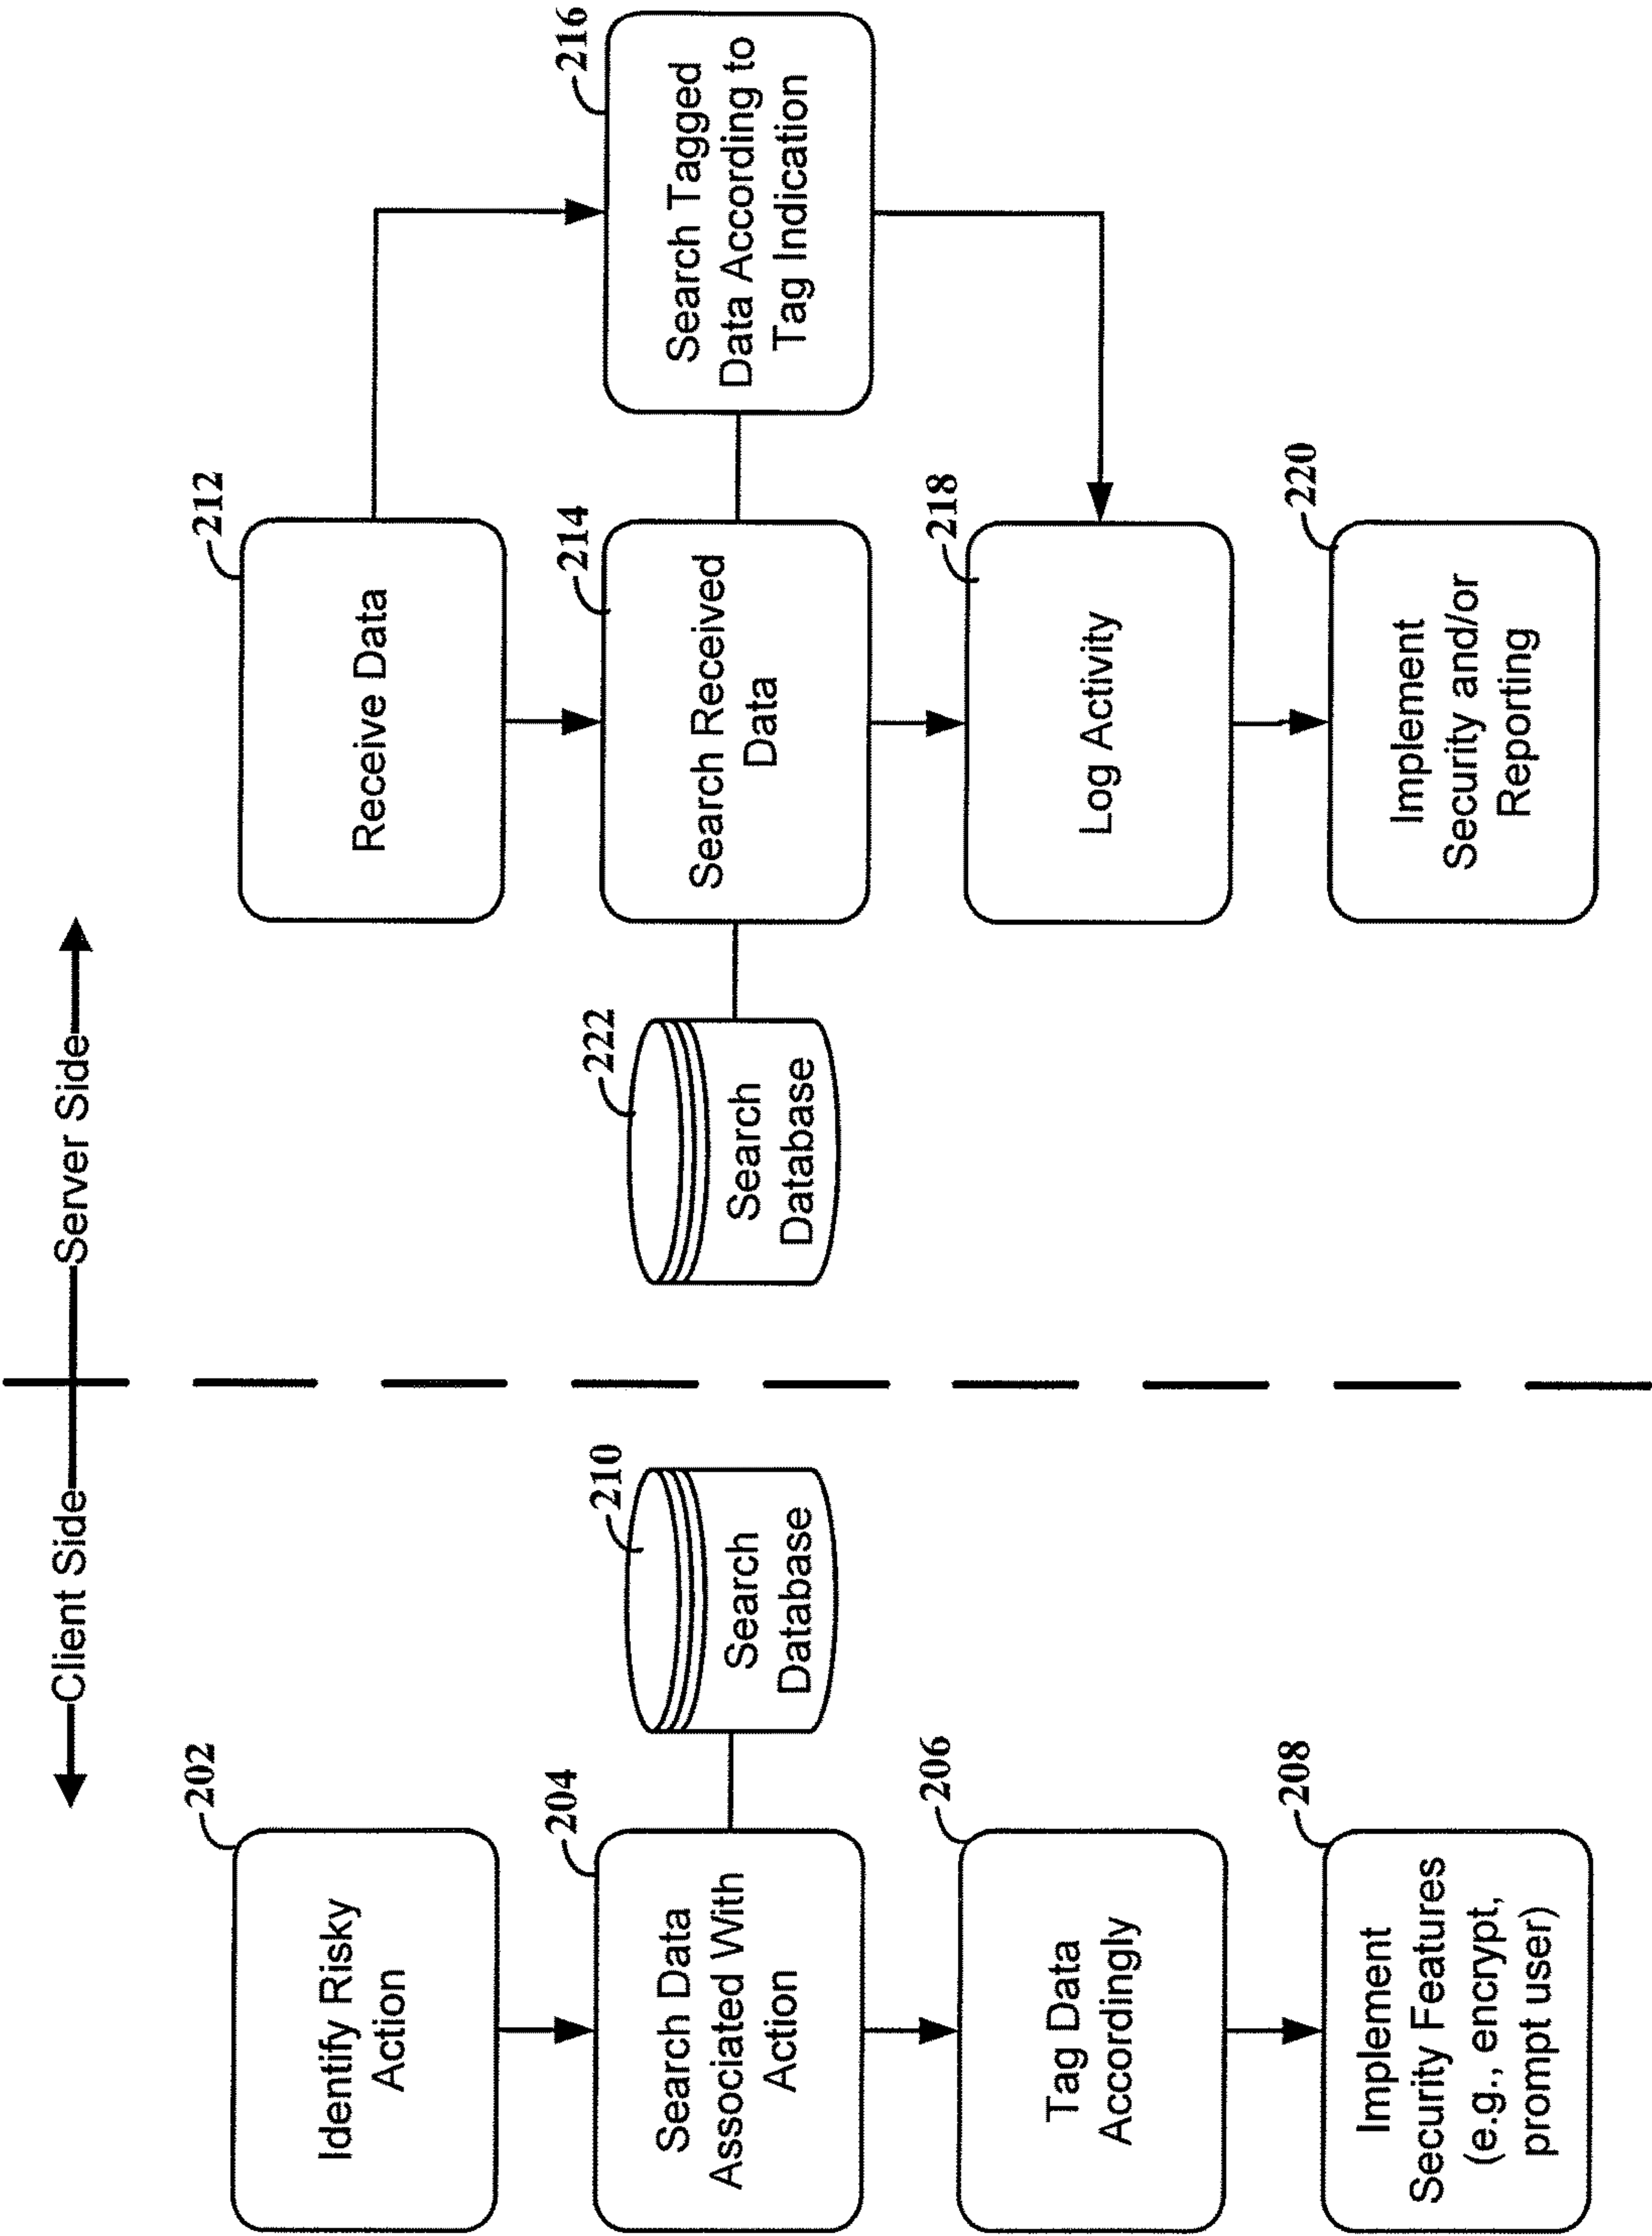 Client Side
Server Side
202
Identify Risky
Action
204
Search Data
Associated With
Action
210
Search
Database
206
Tag Data
Accordingly
208
Implement
Security Features
(e.g., encrypt,
prompt user)
212
Receive Data
214
Search Received
Data
222
Search
Database
216
Search Tagged
Data According to
Tag Indication
218
Log Activity
220
Implement
Security and/or
Reporting